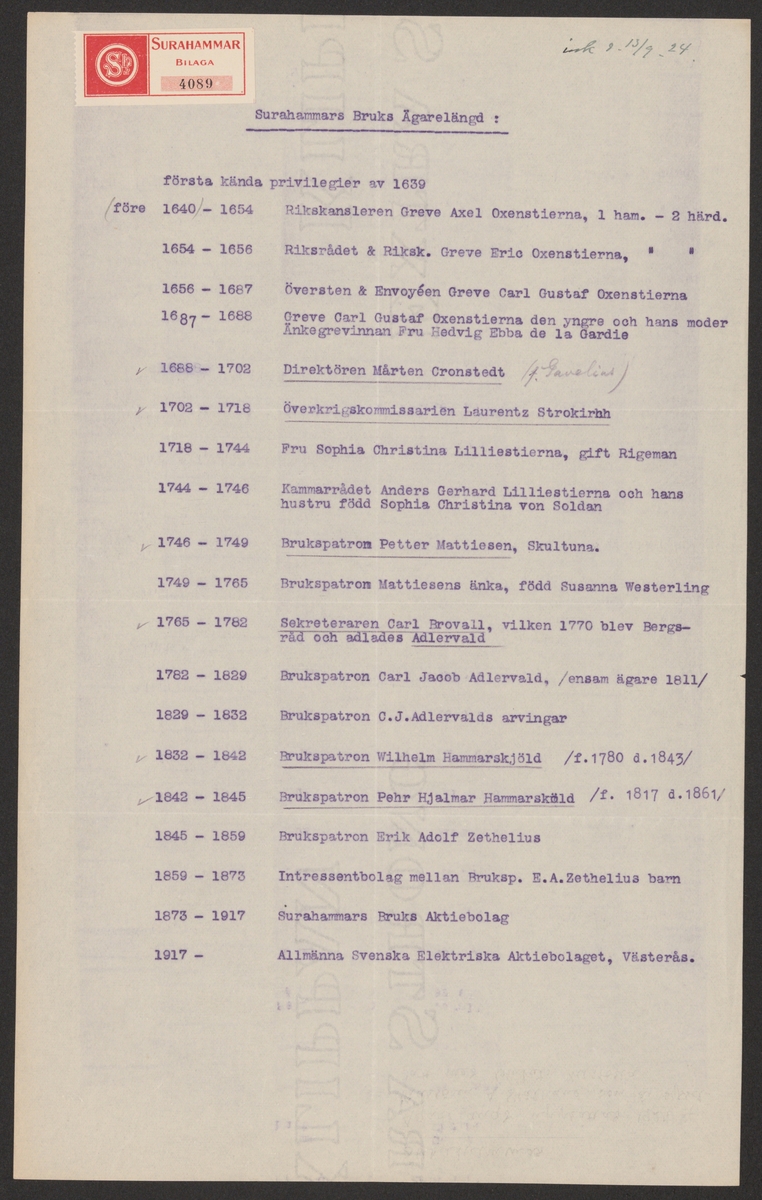 SURAHAMMAR
BILAGA
4089
ink 13/9 24.
Surahammars Bruks Ägarelängd :
första kända privilegier av 1639
/före 1640/- 1654 Rikskansleren Greve Axel Oxenstierna, 1 ham. - 2 härd.
1654 - 1656 Riksrådet & Riksk. Greve Eric Oxenstierna, " "
1656 - 1687 Översten & Envoyéen Greve Carl Gustaf Oxenstierna
1687 - 1688 Greve Carl Gustaf Oxenstierna den yngre och hans moder
Änkegrevinnan Fru Hedvig Ebba de la Gardie
1688 - 1702 Direktören Mårten Cronstedt
1702 - 1718 Överkrigskommissarien Laurentz Strokirhh
1718 - 1744 Fru Sophia Christina Lilliestierna, gift Rigeman
1744 - 1746 Kammarrådet Anders Gerhard Lilliestierna och hans
hustru född Sophia Christina von Soldan
1746 - 1749 Brukspatron Petter Mattiesen, Skultuna.
1749 - 1765 Brukspatron Mattiesens änka, född Susanna Westerling
1765 - 1782 Sekreteraren Carl Brovall, vilken 1770 blev Bergs-
råd och adlades Adlervald
1782 - 1829 Brukspatron Carl Jacob Adlervald, /ensam ägare 1811/
1829 - 1832 Brukspatron C.J.Adlervalds arvingar
1832 - 1842 Brukspatron Wilhelm Hammarskjöld /f.1780 d.1843/
1842 - 1845 Brukspatron Pehr Hjalmar Hammarsköld /f. 1817 d.1861/
1845 - 1859 Brukspatron Erik Adolf Zethelius
1859 - 1873 Intressentbolag mellan Bruksp. E.A.Zethelius barn
1873 - 1917 Surahammars Bruks Aktiebolag
1917 - Allmänna Svenska Elektriska Aktiebolaget, Västerås.